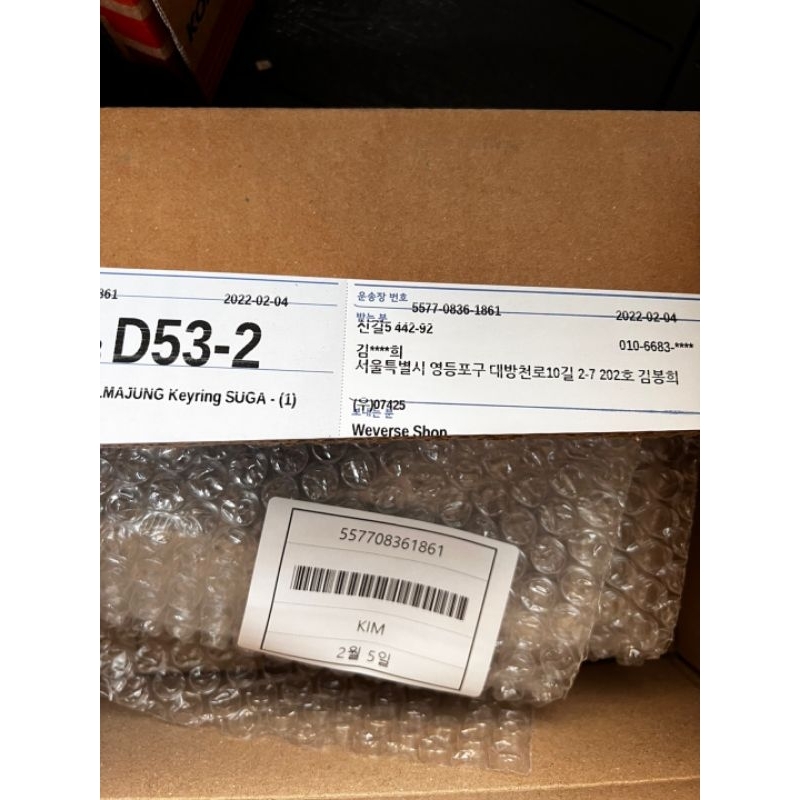 861
2022-02-04
D53-2
.MAJUNG Keyring SUGA - (1)
운송장 번호
5577-0836-1861
2022-02-04
받는 분
신길5 442-92
김****희
010-6683-****
서울특별시 영등포구 대방천로10길 2-7 202호 김봉희
(우)07425
보내는 분
Weverse Shop
557708361861
KIM
2월 5일